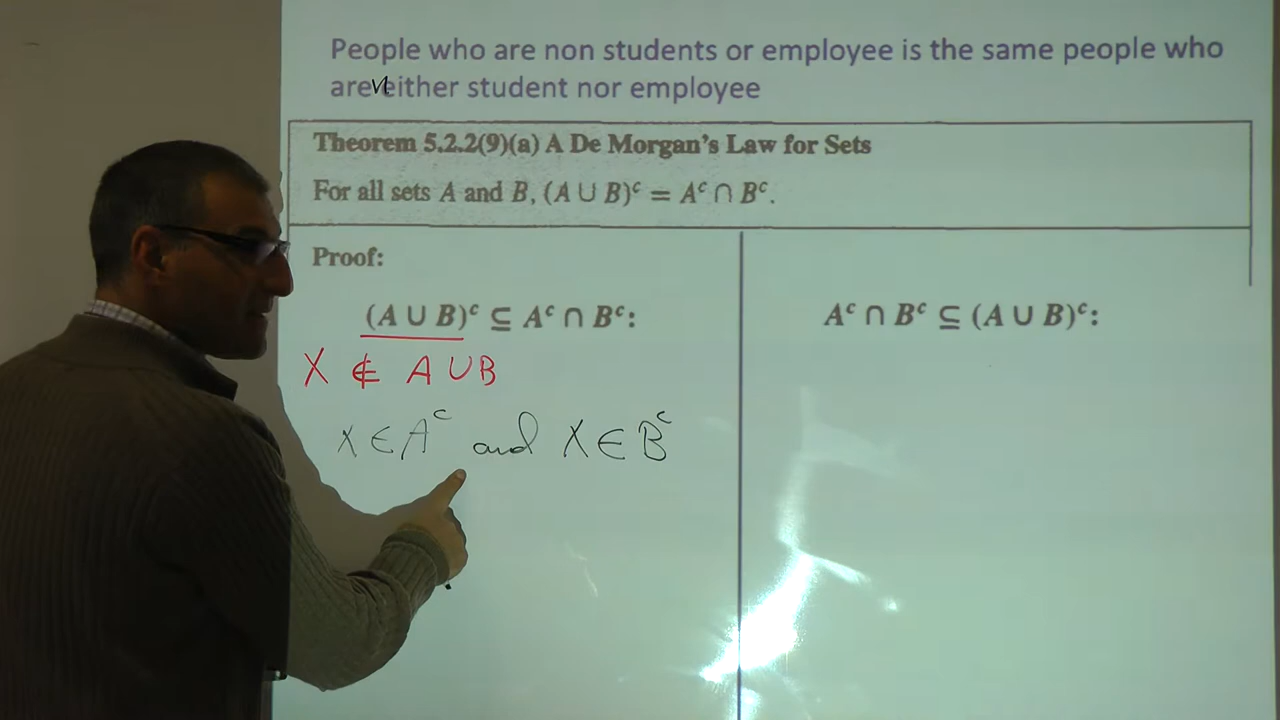 People who are non students or employee is the same people who
are neither student nor employee
Theorem 5.2.2(9)(a) A De Morgan's Law for Sets
For all sets A and B, (A ∪ B)ᶜ = Aᶜ ∩ Bᶜ.
Proof:
(A ∪ B)ᶜ ⊆ Aᶜ ∩ Bᶜ:
X ∉ A ∪ B
X ∈ Aᶜ and X ∈ Bᶜ
Aᶜ ∩ Bᶜ ⊆ (A ∪ B)ᶜ: